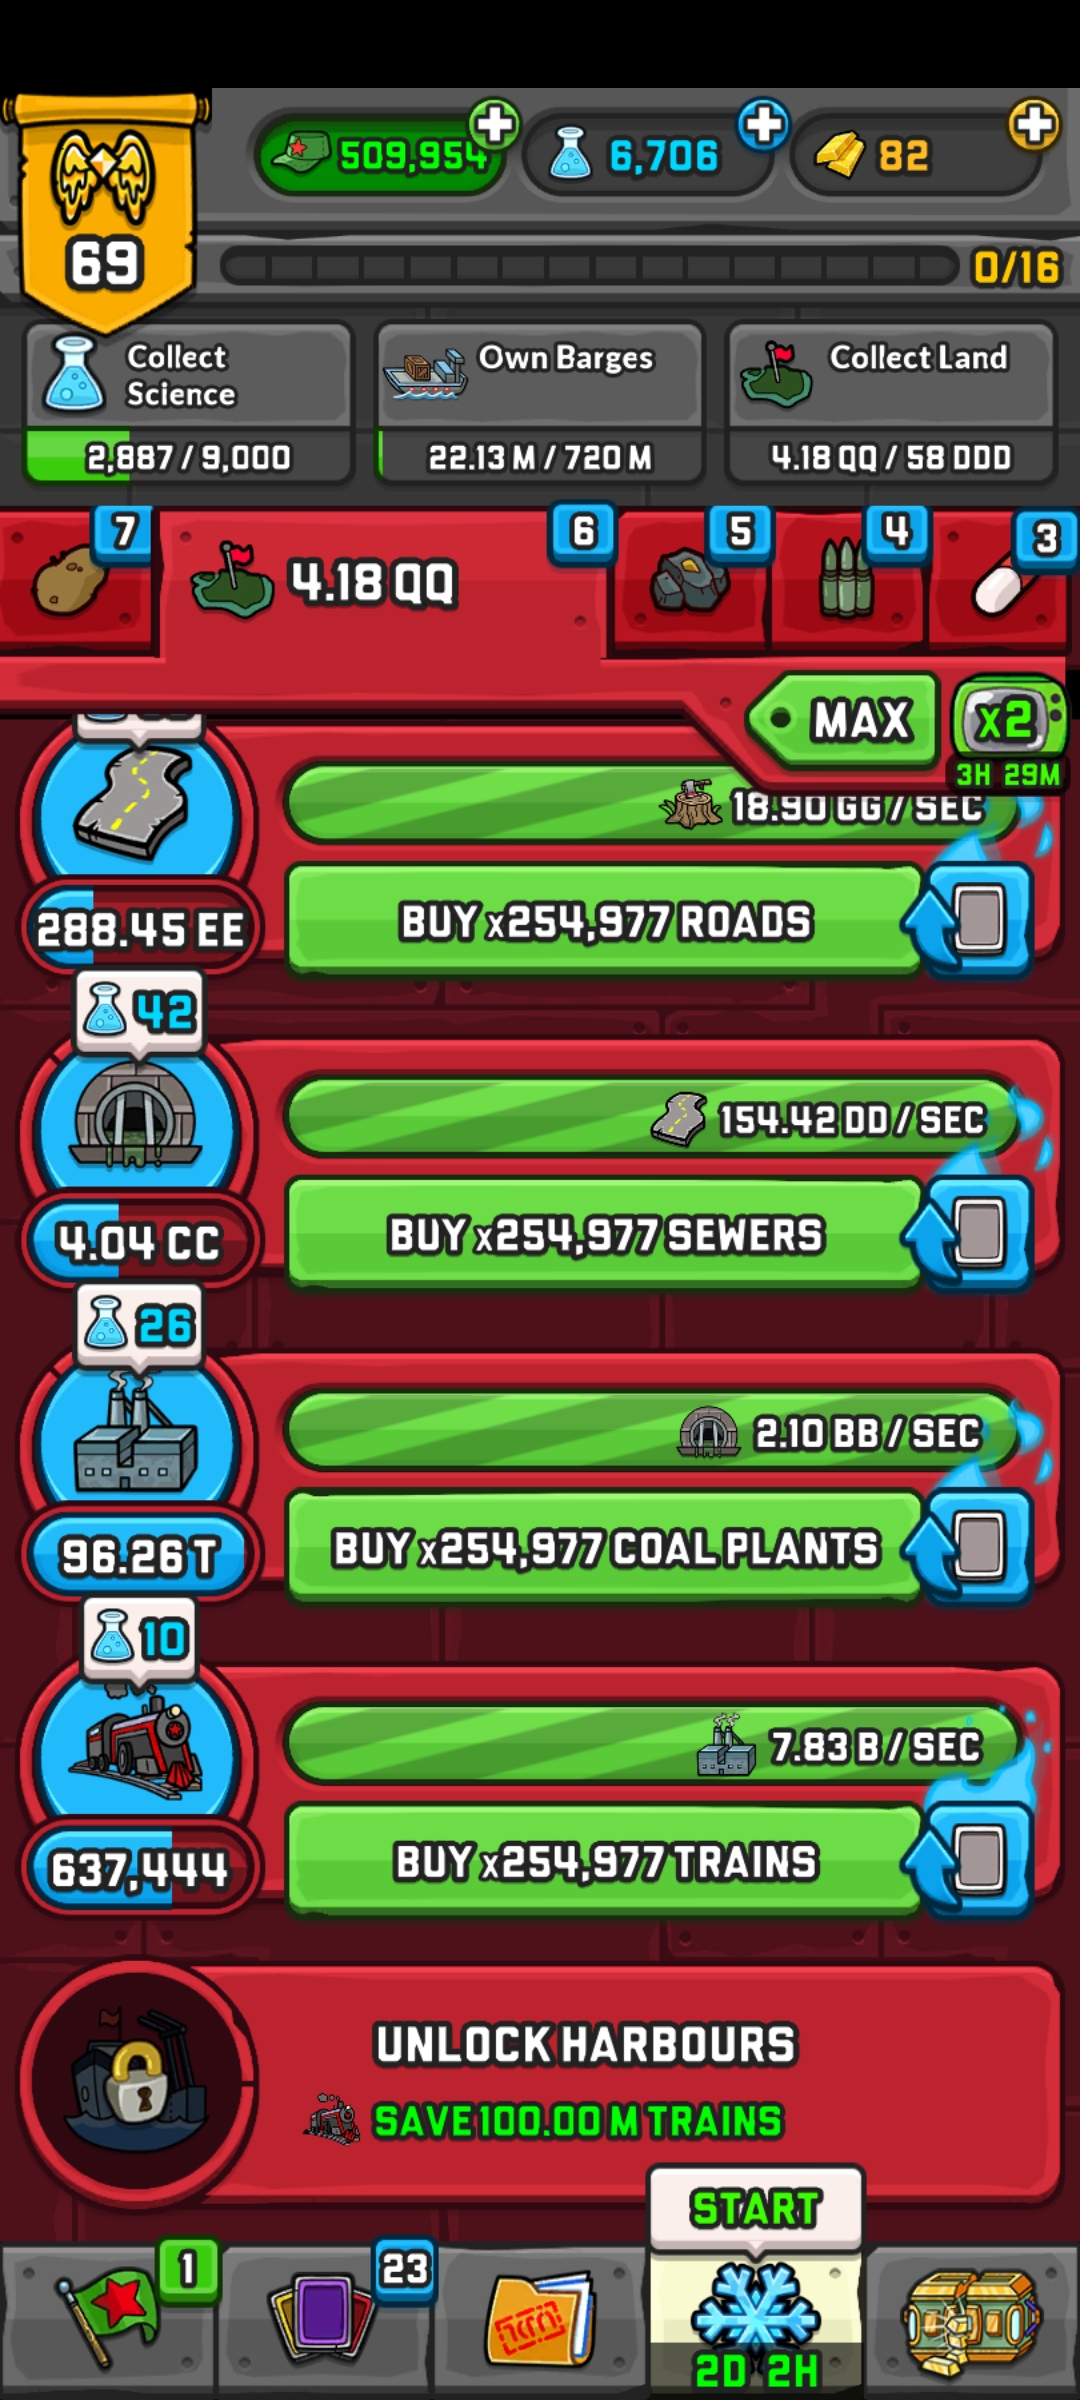 509,954
6,706
82
69
0/16
Collect
Science
Own Barges
Collect Land
2,887 / 9,000
22.13 M / 720 M
4.18 QQ / 58 DDD
7
4.18 QQ
6
5
4
3
MAX
x2
3H 29M
18.90 GG / SEC
288.45 EE
BUY x254,977 ROADS
42
154.42 DD / SEC
4.04 CC
BUY x254,977 SEWERS
26
2.10 BB / SEC
96.26 T
BUY x254,977 COAL PLANTS
10
7.83 B / SEC
637,444
BUY x254,977 TRAINS
UNLOCK HARBOURS
SAVE 100.00 M TRAINS
START
1
23
2D 2H